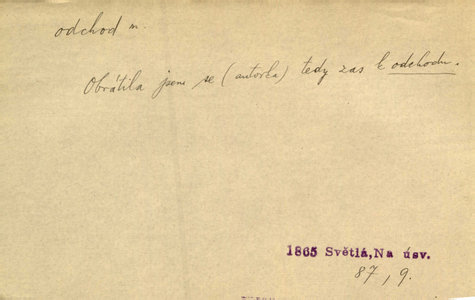 odchod m.
Obrátila jsem se (autorka) tedy zas k odchodu.
1865 Světlá, Na úsv.
87, 9.